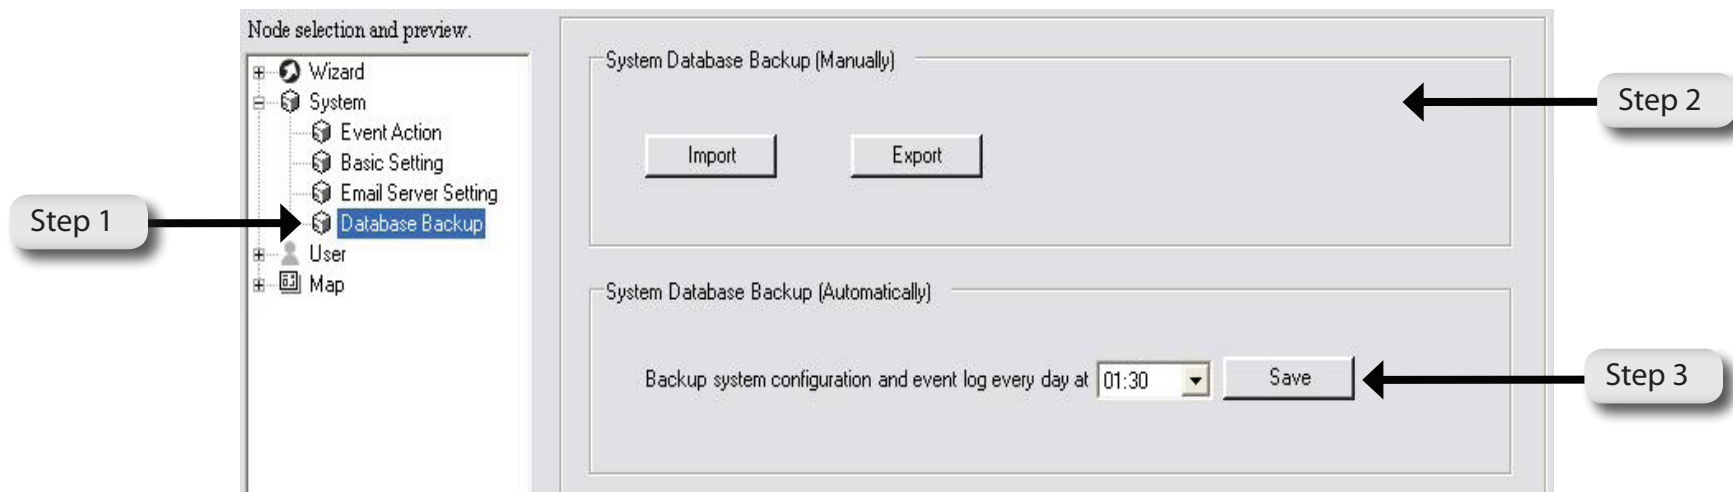 Node selection and preview.
Wizard
System
Event Action
Basic Setting
Email Server Setting
Database Backup
User
Map
Step 1
System Database Backup (Manually)
Import Export
Step 2
System Database Backup (Automatically)
Backup system configuration and event log every day at 01:30 Save
Step 3